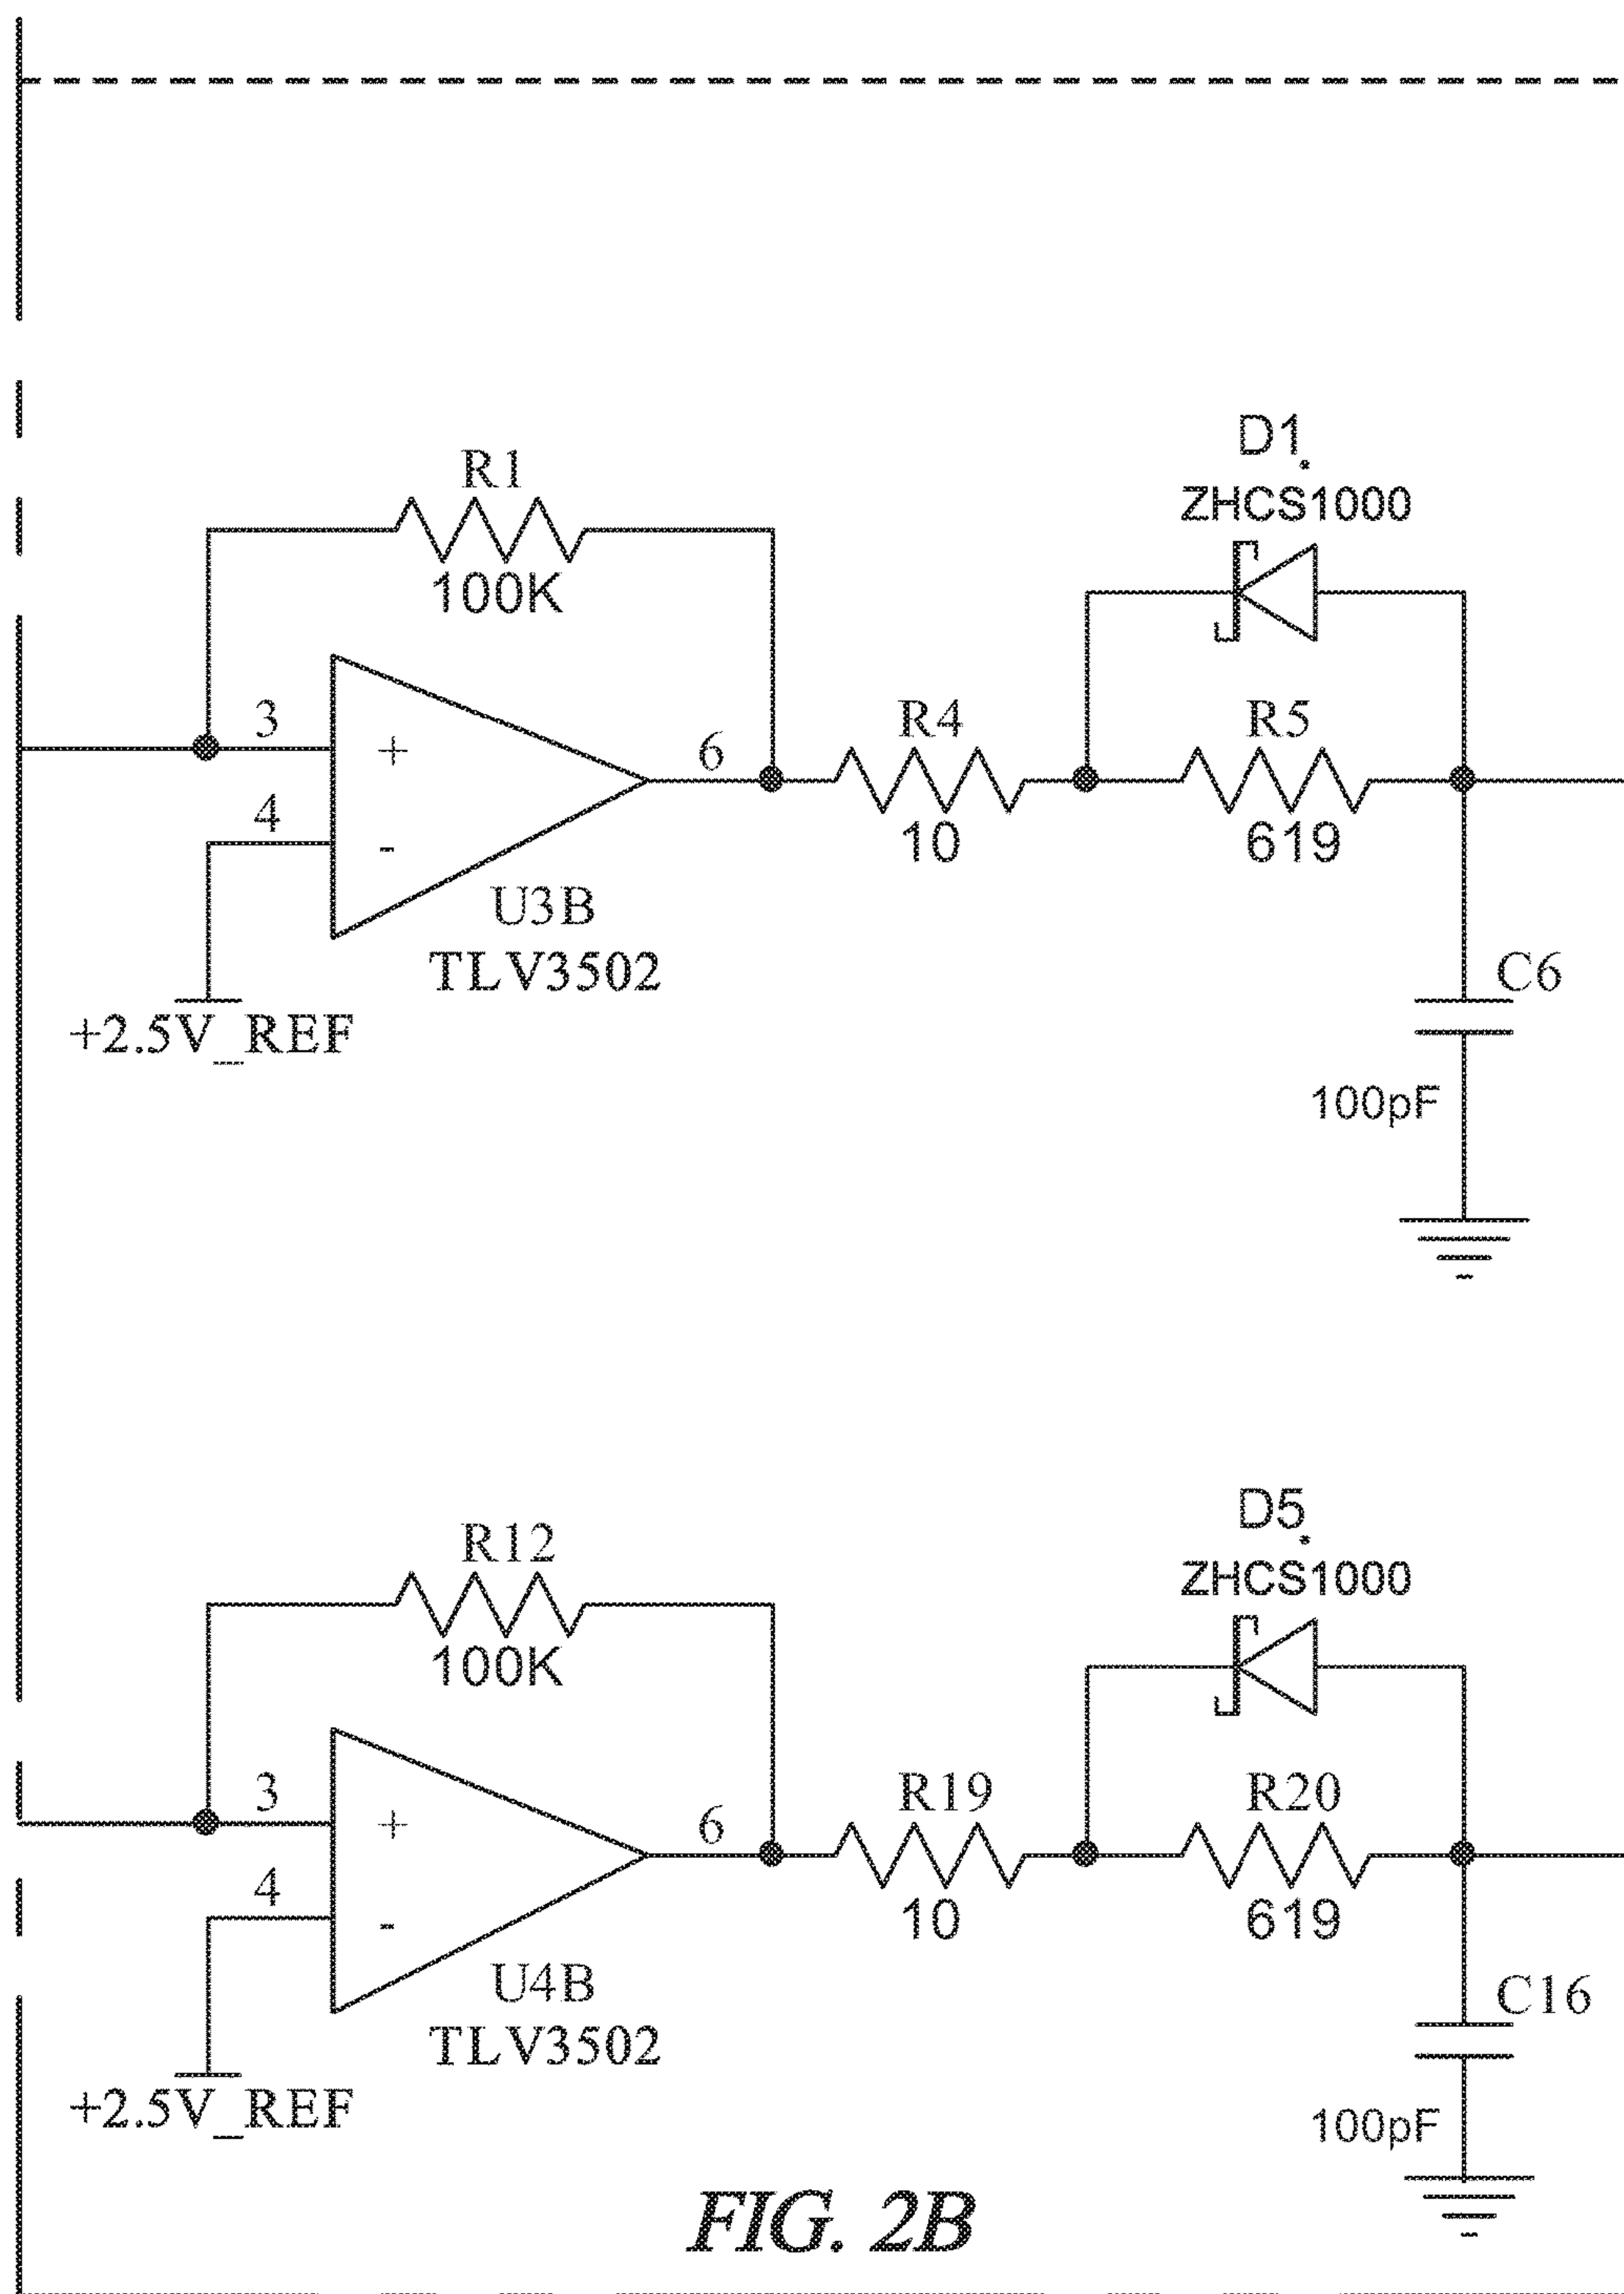 D1
ZHCS1000
R1
100K
3
+
4
-
6
R4
10
R5
619
U3B
TLV3502
+2.5V_REF
C6
100pF
D5
ZHCS1000
R12
100K
3
+
4
-
6
R19
10
R20
619
U4B
TLV3502
+2.5V_REF
C16
100pF
FIG. 2B